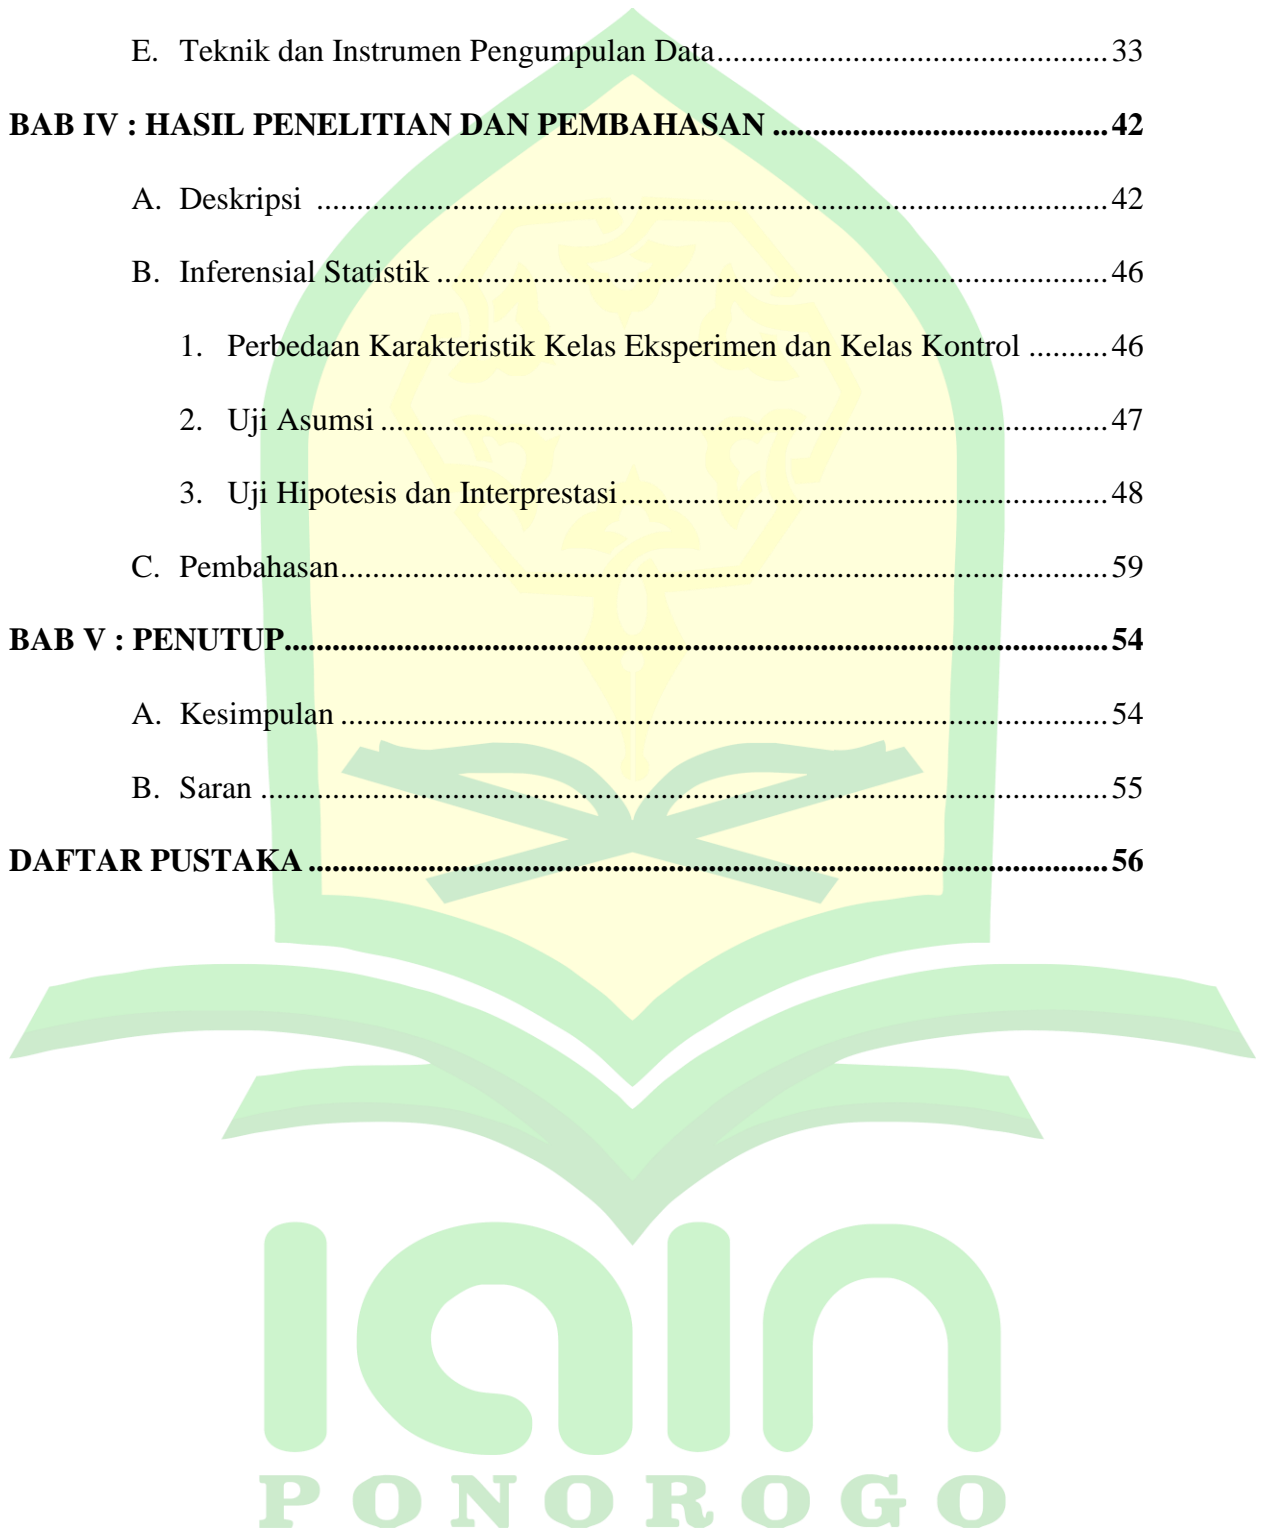 E. Teknik dan Instrumen Pengumpulan Data.................................................33
BAB IV : HASIL PENELITIAN DAN PEMBAHASAN ..........................................42
A. Deskripsi ....................................................................................................42
B. Inferensial Statistik .....................................................................................46
1. Perbedaan Karakteristik Kelas Eksperimen dan Kelas Kontrol ..........46
2. Uji Asumsi ............................................................................................47
3. Uji Hipotesis dan Interprestasi.............................................................48
C. Pembahasan.................................................................................................59
BAB V : PENUTUP........................................................................................................54
A. Kesimpulan .................................................................................................54
B. Saran ...........................................................................................................55
DAFTAR PUSTAKA .....................................................................................................56
iain
PONOROGO